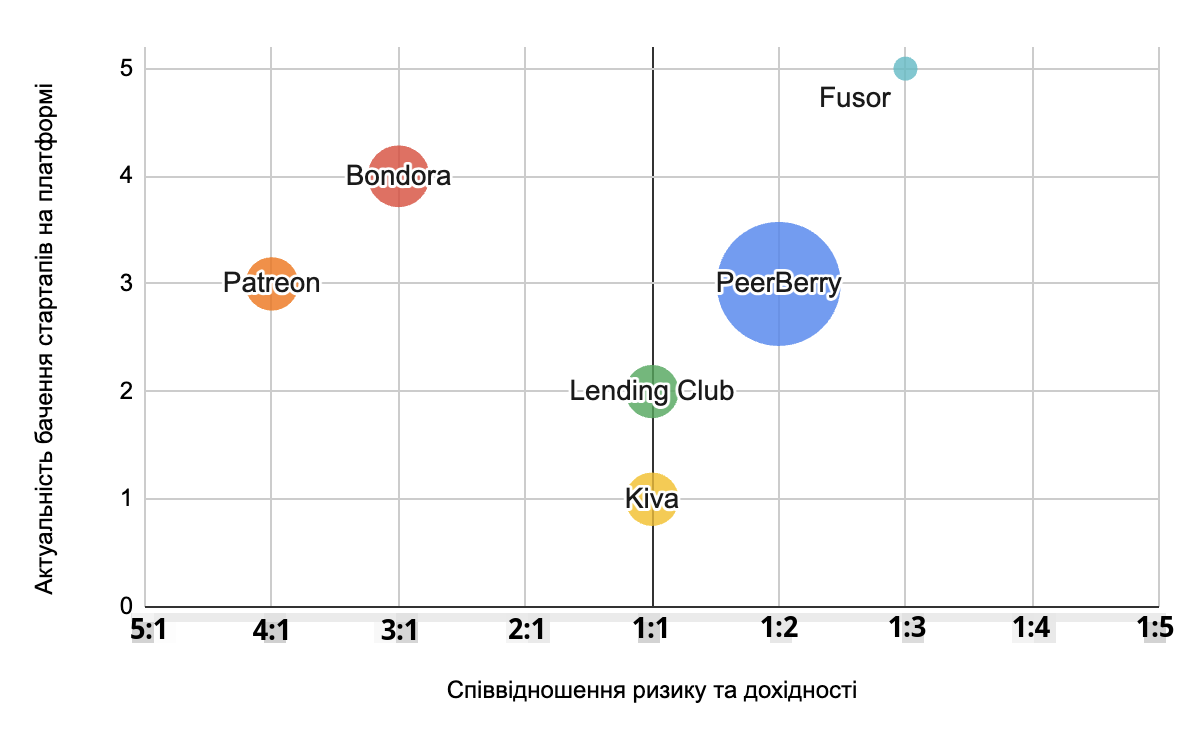 Актуальність бачення стартапів на платформі
5
Fusor
4
Bondora
3
Patreon
PeerBerry
2
Lending Club
1
Kiva
0
5:1 4:1 3:1 2:1 1:1 1:2 1:3 1:4 1:5
Співвідношення ризику та дохідності